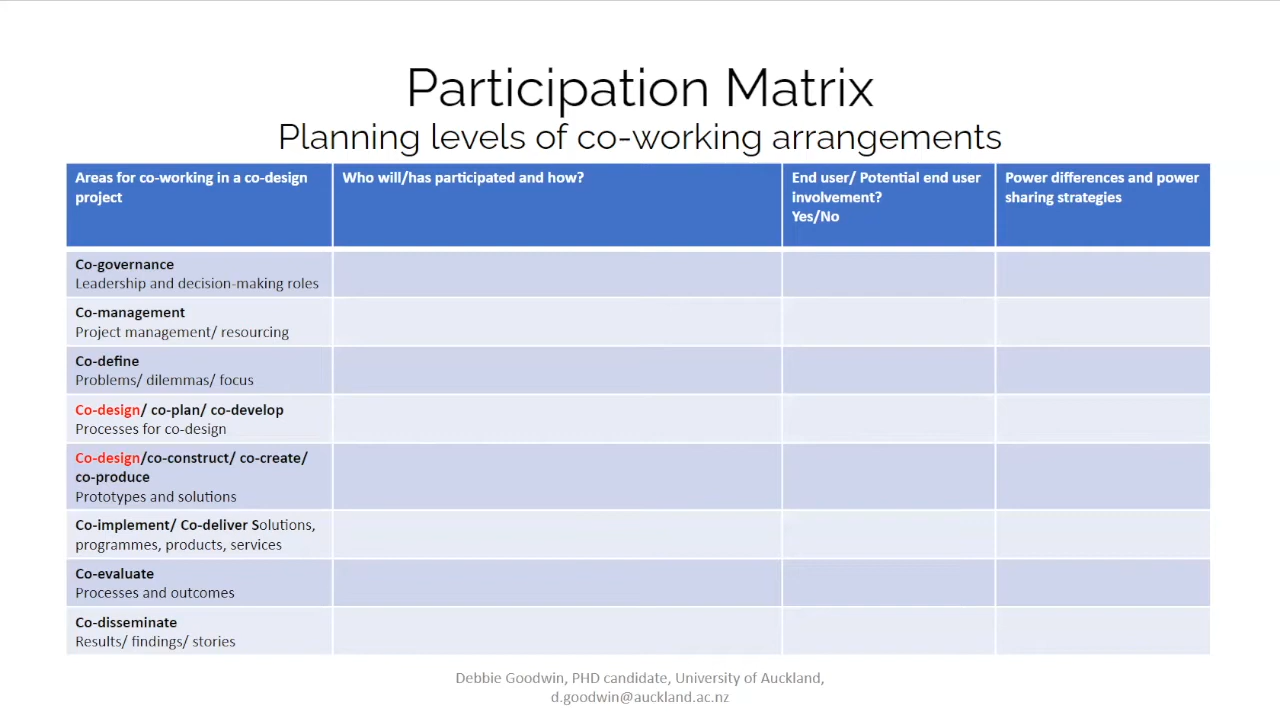 Participation Matrix
Planning levels of co-working arrangements
Areas for co-working in a co-design
project
Who will/has participated and how?
End user/ Potential end user
involvement?
Yes/No
Power differences and power
sharing strategies
Co-governance
Leadership and decision-making roles
Co-management
Project management/ resourcing
Co-define
Problems/ dilemmas/ focus
Co-design/ co-plan/ co-develop
Processes for co-design
Co-design/co-construct/ co-create/
co-produce
Prototypes and solutions
Co-implement/ Co-deliver Solutions,
programmes, products, services
Co-evaluate
Processes and outcomes
Co-disseminate
Results/ findings/ stories
Debbie Goodwin, PHD candidate, University of Auckland,
d.goodwin@auckland.ac.nz